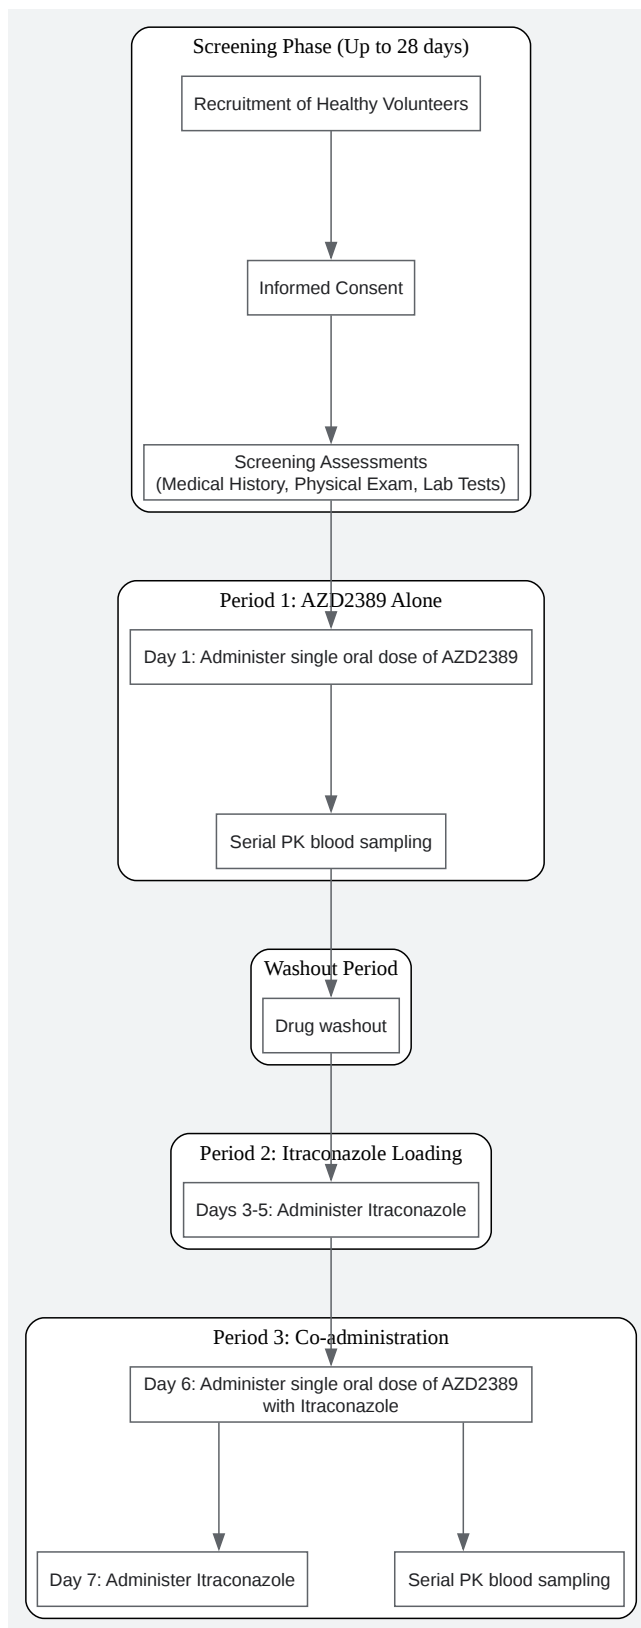 Screening Phase (Up to 28 days)
Recruitment of Healthy Volunteers
Informed Consent
Screening Assessments
(Medical History, Physical Exam, Lab Tests)
Period 1: AZD2389 Alone
Day 1: Administer single oral dose of AZD2389
Serial PK blood sampling
Washout Period
Drug washout
Period 2: Itraconazole Loading
Days 3-5: Administer Itraconazole
Period 3: Co-administration
Day 6: Administer single oral dose of AZD2389
with Itraconazole
Day 7: Administer Itraconazole
Serial PK blood sampling